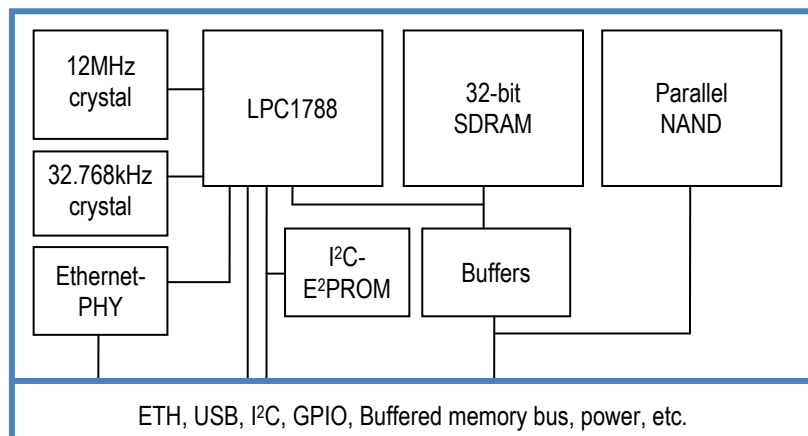 12MHz
crystal
LPC1788
32-bit
SDRAM
Parallel
NAND
32.768kHz
crystal
Ethernet-
PHY
I²C-
E²PROM
Buffers
ETH, USB, I²C, GPIO, Buffered memory bus, power, etc.